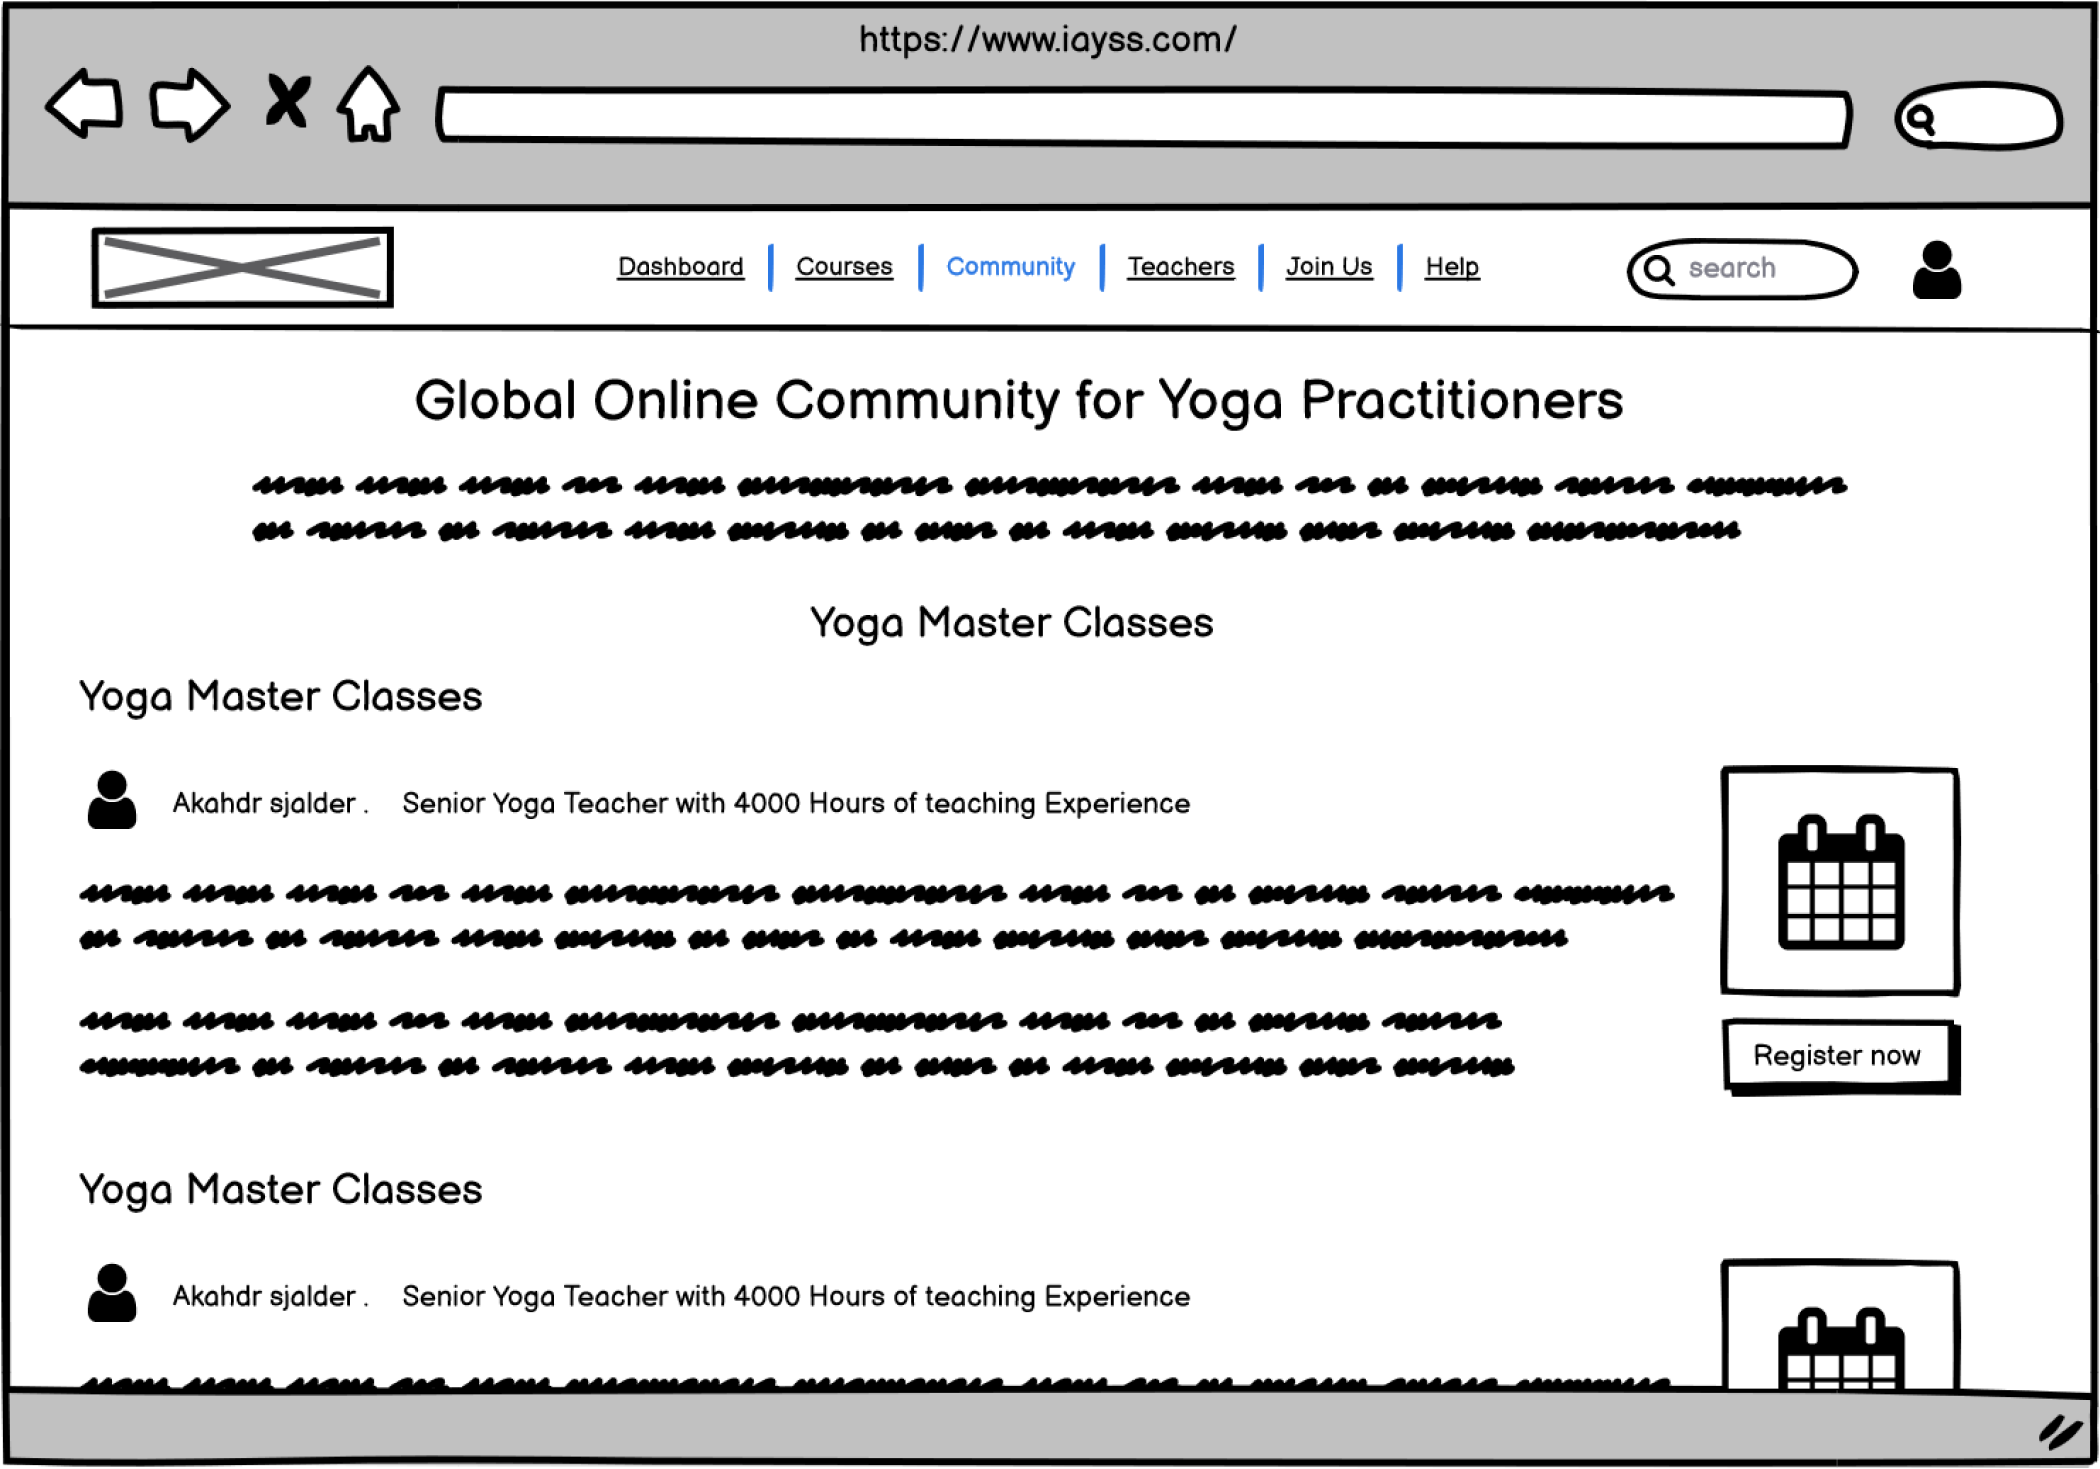 https://www.iayss.com/
Dashboard Courses Community Teachers Join Us Help search
Global Online Community for Yoga Practitioners
Yoga Master Classes
Yoga Master Classes
Akahdr sjalder . Senior Yoga Teacher with 4000 Hours of teaching Experience
Register now
Yoga Master Classes
Akahdr sjalder . Senior Yoga Teacher with 4000 Hours of teaching Experience